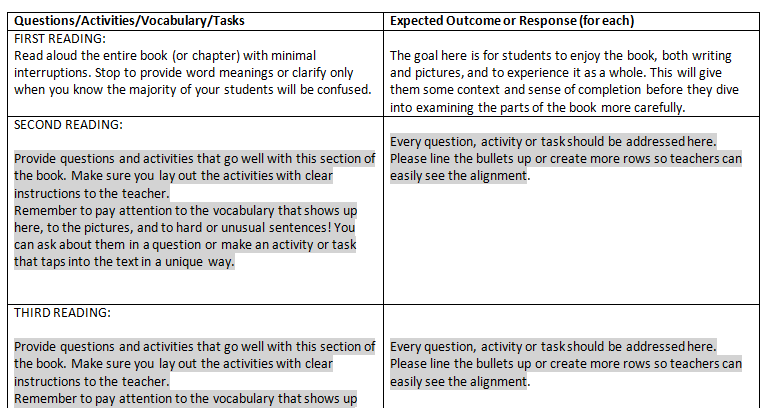 Questions/Activities/Vocabulary/Tasks
Expected Outcome or Response (for each)
FIRST READING:
Read aloud the entire book (or chapter) with minimal
interruptions. Stop to provide word meanings or clarify only
when you know the majority of your students will be confused.
The goal here is for students to enjoy the book, both writing
and pictures, and to experience it as a whole. This will give
them some context and sense of completion before they dive
into examining the parts of the book more carefully.
SECOND READING:
Provide questions and activities that go well with this section of
the book. Make sure you lay out the activities with clear
instructions to the teacher.
Remember to pay attention to the vocabulary that shows up
here, to the pictures, and to hard or unusual sentences! You
can ask about them in a question or make an activity or task
that taps into the text in a unique way.
Every question, activity or task should be addressed here.
Please line the bullets up or create more rows so teachers can
easily see the alignment.
THIRD READING:
Provide questions and activities that go well with this section of
the book. Make sure you lay out the activities with clear
instructions to the teacher.
Remember to pay attention to the vocabulary that shows up
Every question, activity or task should be addressed here.
Please line the bullets up or create more rows so teachers can
easily see the alignment.